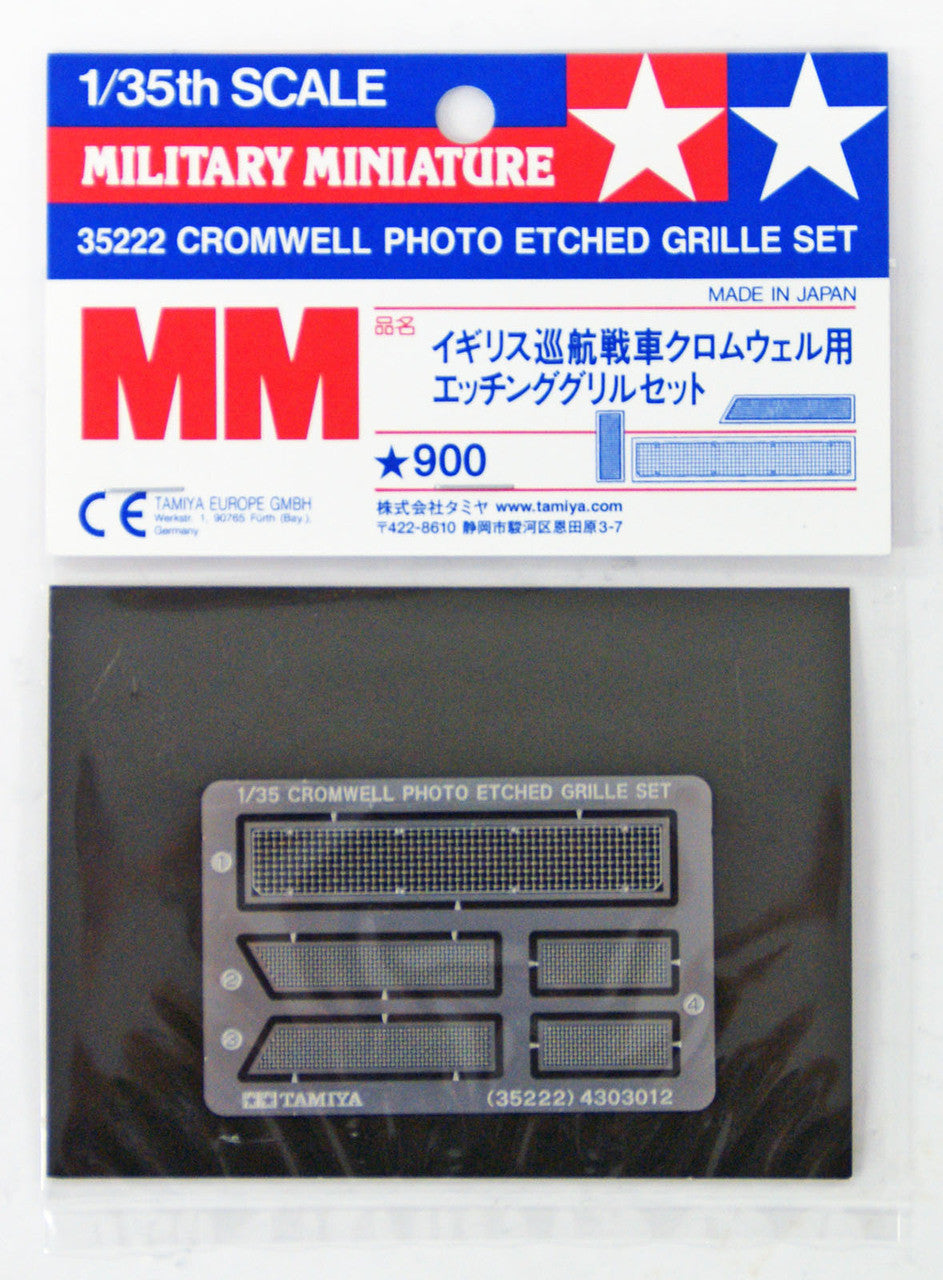 1/35th SCALE
MILITARY MINIATURE
35222 CROMWELL PHOTO ETCHED GRILLE SET
MADE IN JAPAN
MM
品名
イギリス巡航戦車クロムウェル用
エッチンググリルセット
★900
CE TAMIYA EUROPE GMBH
Werkstr. 1, 90765 Fürth (Bay.),
Germany
株式会社タミヤ www.tamiya.com
〒422-8610 静岡市駿河区恩田原3-7
1/35 CROMWELL PHOTO ETCHED GRILLE SET
①
②
③
④
TAMIYA (35222) 4303012